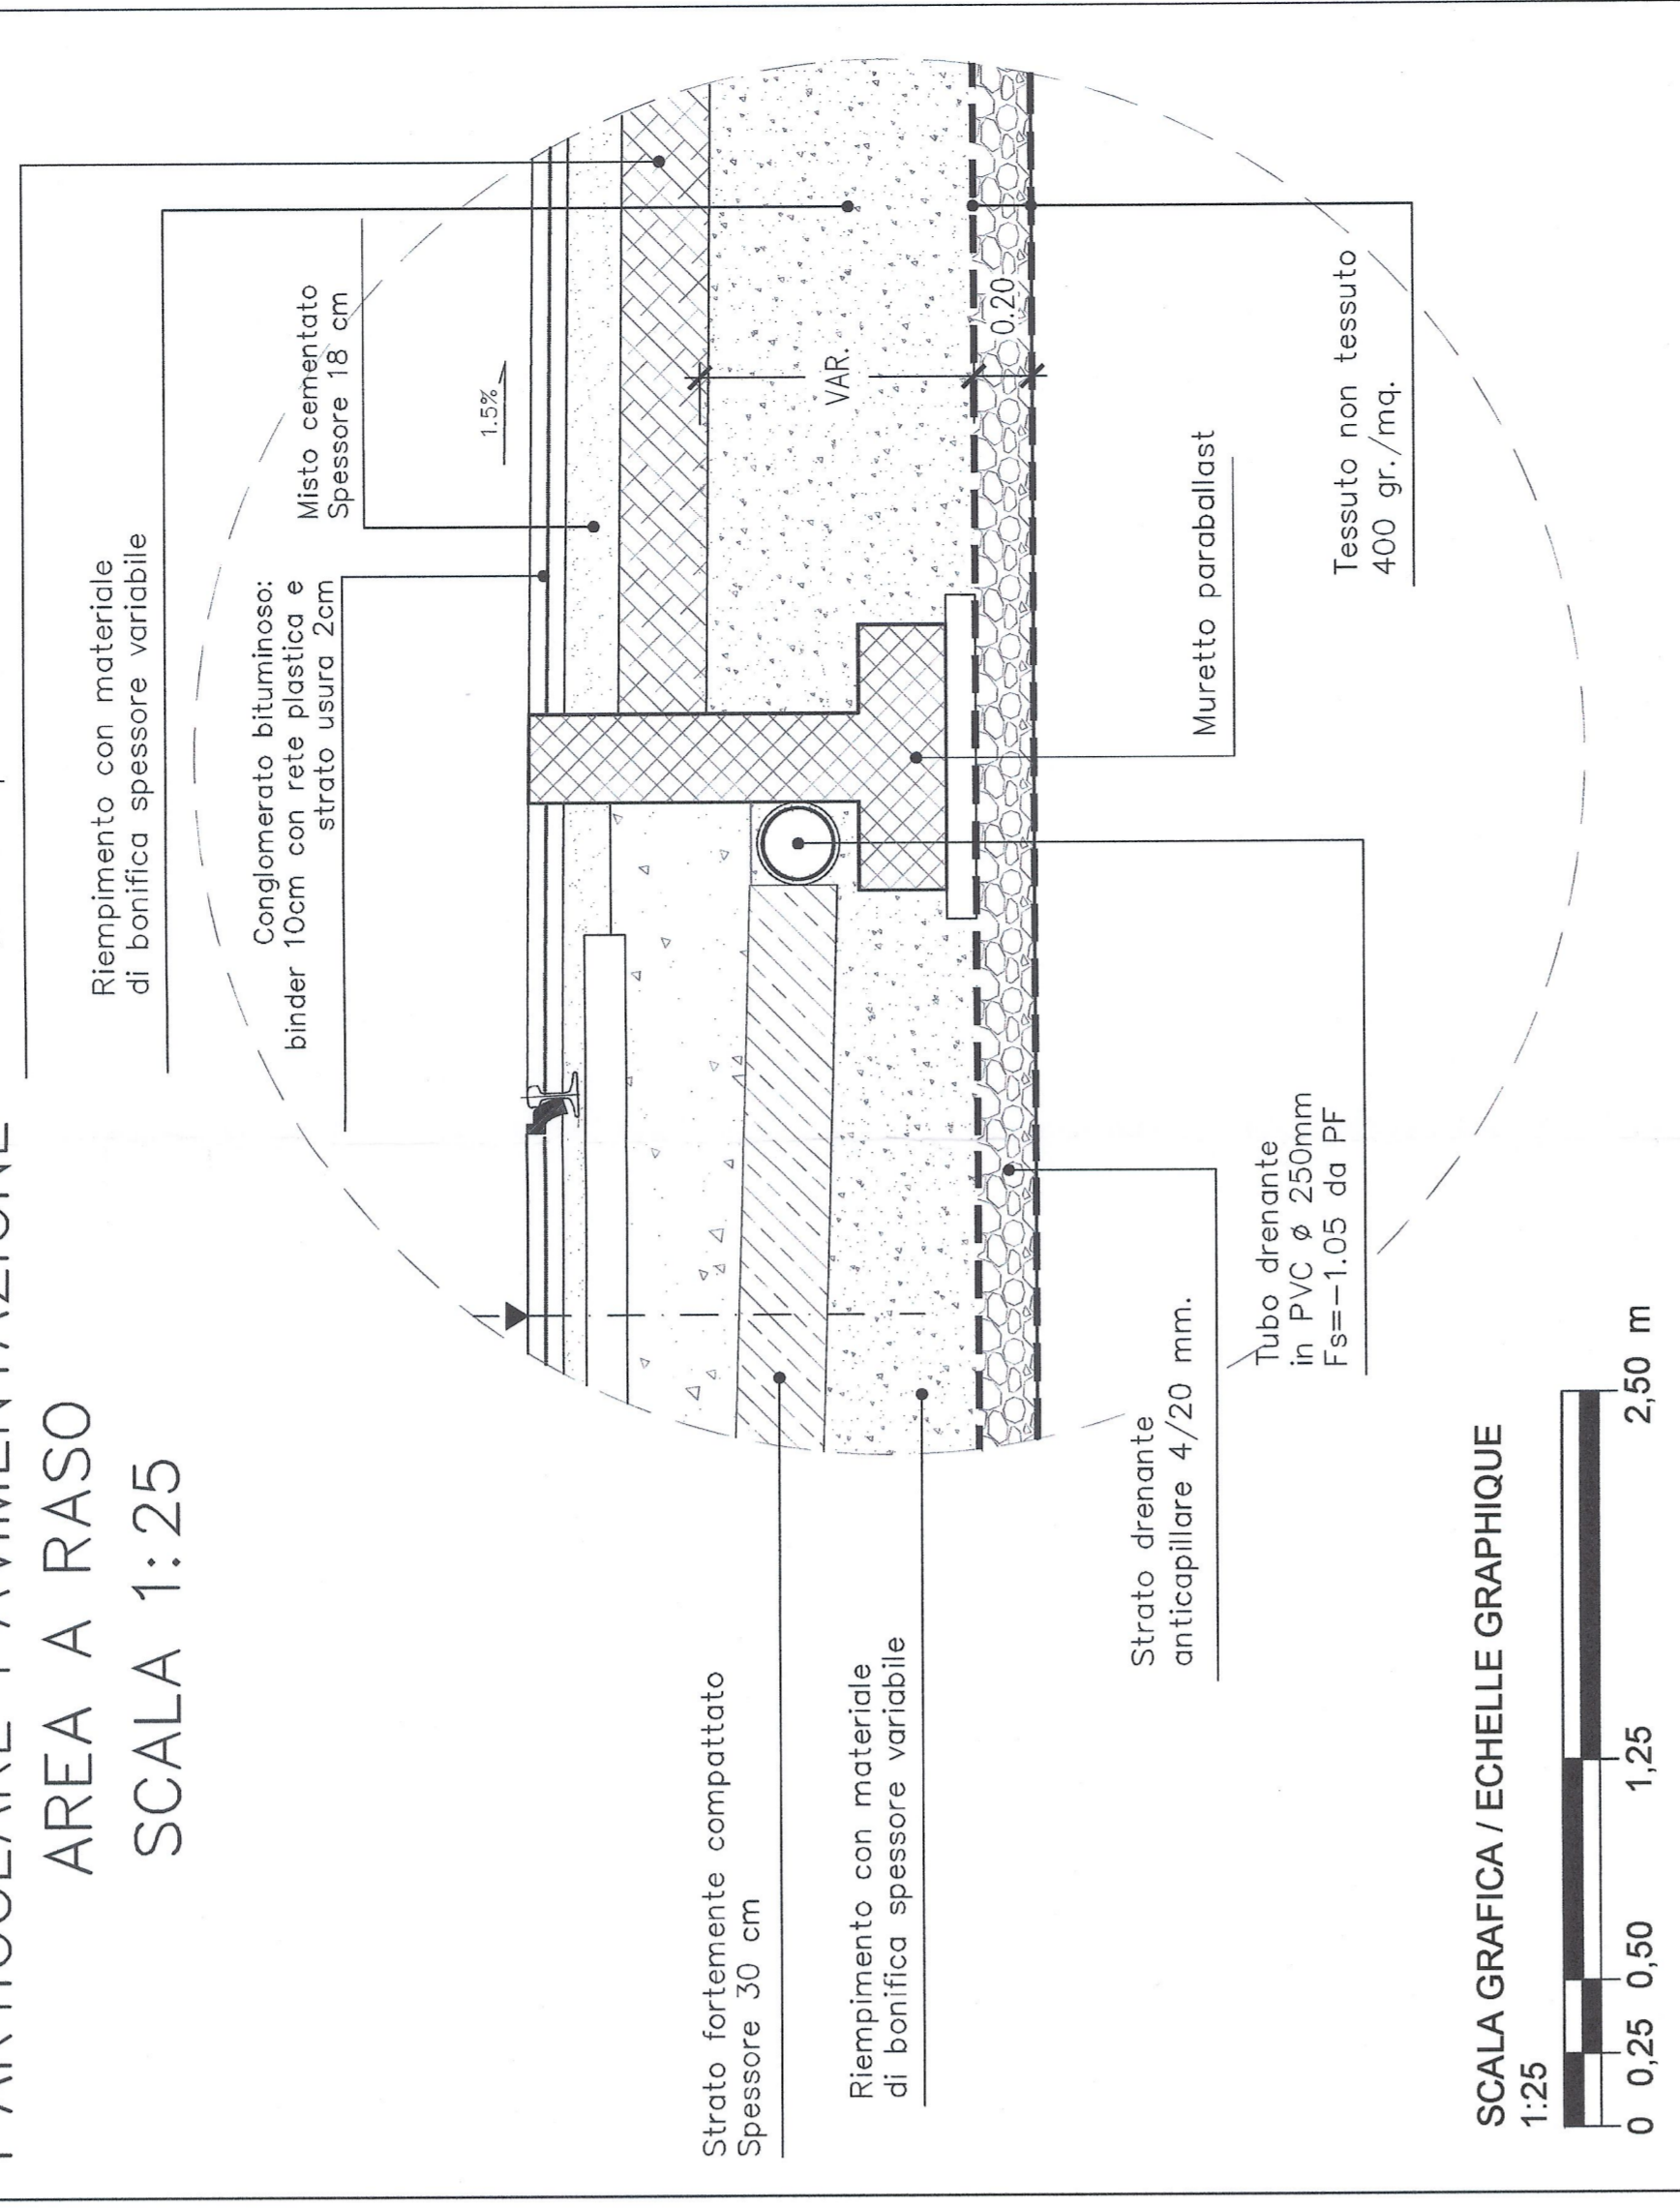 PARTICOLARE PAVIMENTAZIONE
AREA A RASO
SCALA 1:25
Riempimento con materiale
di bonifica spessore variabile
Conglomerato bituminoso:
binder 10cm con rete plastica e
strato usura 2cm
Misto cementato
Spessore 18 cm
1.5%
VAR.
0.20
Strato fortemente compattato
Spessore 30 cm
Riempimento con materiale
di bonifica spessore variabile
Strato drenante
anticapillare 4/20 mm.
Tubo drenante
in PVC ø 250mm
Fs=-1.05 da PF
Muretto paraballast
Tessuto non tessuto
400 gr./mq.
SCALA GRAFICA / ECHELLE GRAPHIQUE
1:25
0 0,25 0,50 1,25 2,50 m